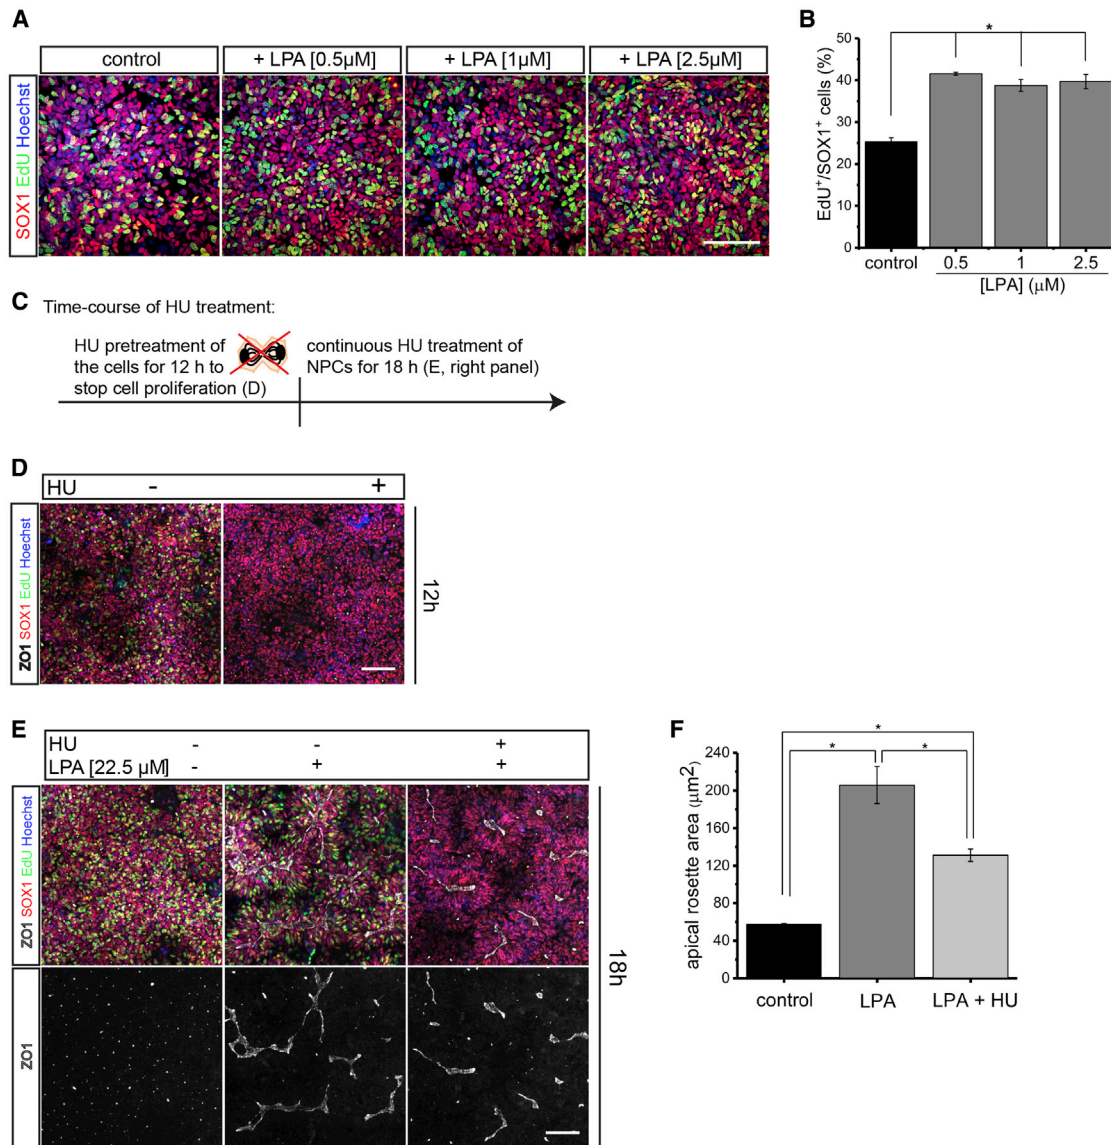 A
control
+ LPA [0.5µM]
+ LPA [1µM]
+ LPA [2.5µM]
SOX1 EdU Hoechst
B
EdU⁺/SOX1⁺ cells (%)
50
40
30
20
10
0
*
control
0.5
1
2.5
[LPA] (µM)
C
Time-course of HU treatment:
HU pretreatment of
the cells for 12 h to
stop cell proliferation (D)
continuous HU treatment of
NPCs for 18 h (E, right panel)
D
HU - +
ZO1 SOX1 EdU Hoechst
12h
E
HU - - +
LPA [22.5 µM] - + +
ZO1 SOX1 EdU Hoechst
ZO1
18h
F
apical rosette area (µm²)
240
200
160
120
80
40
0
*
* *
control
LPA
LPA + HU